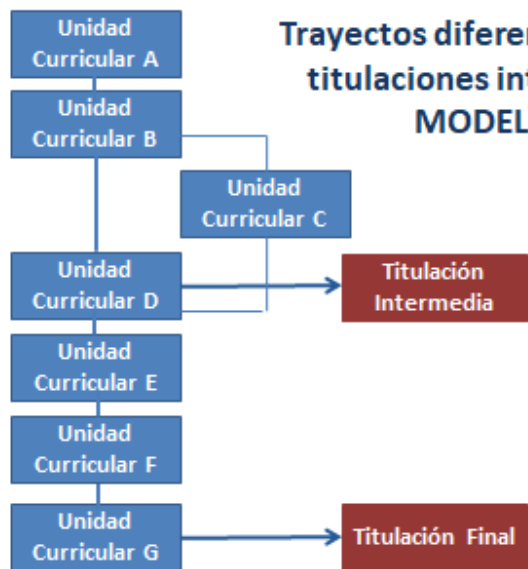 Unidad
Curricular A
Trayectos diferen
titulaciones in
MODEL
Unidad
Curricular B
Unidad
Curricular C
Unidad
Curricular D
Titulación
Intermedia
Unidad
Curricular E
Unidad
Curricular F
Unidad
Curricular G
Titulación Final